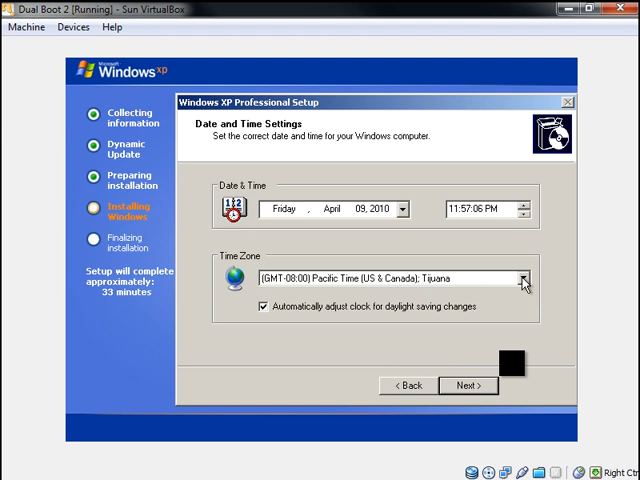 Dual Boot 2 [Running] - Sun VirtualBox
Machine Devices Help
Microsoft
Windows xp
Collecting
information
Dynamic
Update
Preparing
installation
Installing
Windows
Finalizing
installation
Setup will complete
approximately:
33 minutes
Windows XP Professional Setup
Date and Time Settings
Set the correct date and time for your Windows computer.
Date & Time
12
Friday , April 09, 2010
11:57:06 PM
Time Zone
(GMT-08:00) Pacific Time (US & Canada); Tijuana
Automatically adjust clock for daylight saving changes
< Back
Next >
Right Ctr